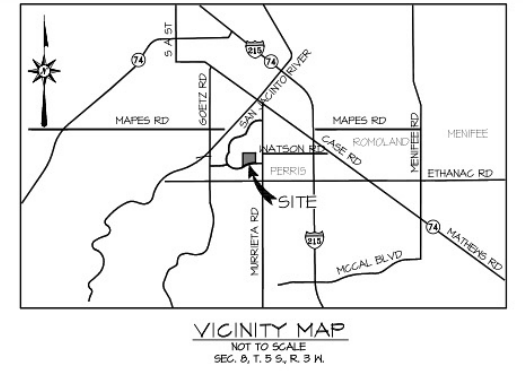 S A ST
215
74
74
N
GOETZ RD
SAN JACINTO RIVER
MAPES RD
MAPES RD
MENIFEE RD
MENIFEE
ROMOLAND
CASE RD
WATSON RD
PERRIS
ETHANAC RD
SITE
MURRIETA RD
215
74
MATHEWS RD
MCCAL BLVD
VICINITY MAP
NOT TO SCALE
SEC. 8, T. 5 S., R. 3 W.